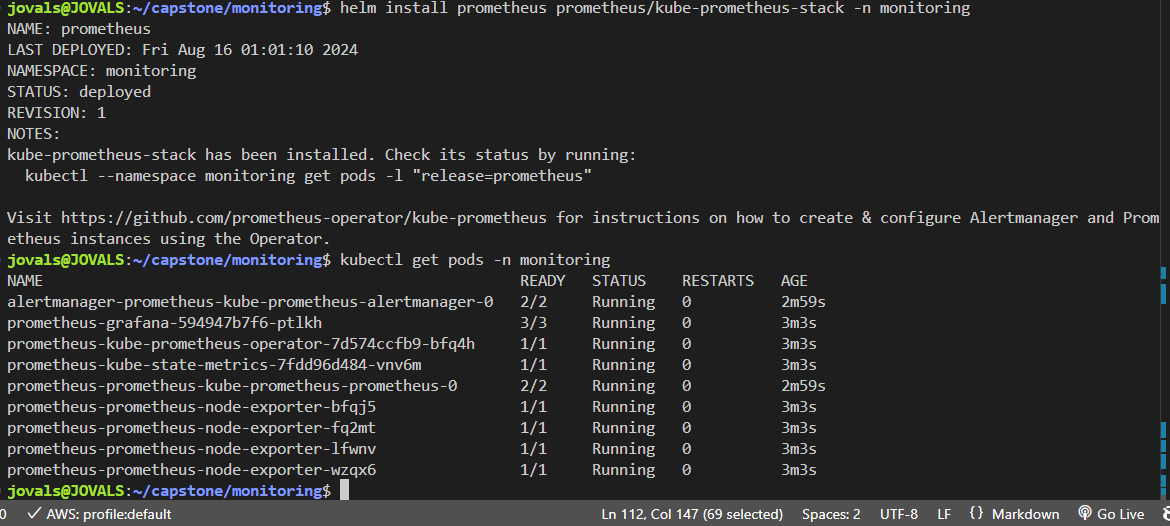 jovals@JOVALS:~/capstone/monitoring$ helm install prometheus prometheus/kube-prometheus-stack -n monitoring
NAME: prometheus
LAST DEPLOYED: Fri Aug 16 01:01:10 2024
NAMESPACE: monitoring
STATUS: deployed
REVISION: 1
NOTES:
kube-prometheus-stack has been installed. Check its status by running:
  kubectl --namespace monitoring get pods -l "release=prometheus"

Visit https://github.com/prometheus-operator/kube-prometheus for instructions on how to create & configure Alertmanager and Prom
etheus instances using the Operator.
jovals@JOVALS:~/capstone/monitoring$ kubectl get pods -n monitoring
NAME READY STATUS RESTARTS AGE
alertmanager-prometheus-kube-prometheus-alertmanager-0 2/2 Running 0 2m59s
prometheus-grafana-594947b7f6-ptlkh 3/3 Running 0 3m3s
prometheus-kube-prometheus-operator-7d574ccfb9-bfq4h 1/1 Running 0 3m3s
prometheus-kube-state-metrics-7fdd96d484-vnv6m 1/1 Running 0 3m3s
prometheus-prometheus-kube-prometheus-prometheus-0 2/2 Running 0 2m59s
prometheus-prometheus-node-exporter-bfqj5 1/1 Running 0 3m3s
prometheus-prometheus-node-exporter-fq2mt 1/1 Running 0 3m3s
prometheus-prometheus-node-exporter-lfwnv 1/1 Running 0 3m3s
prometheus-prometheus-node-exporter-wzqx6 1/1 Running 0 3m3s
jovals@JOVALS:~/capstone/monitoring$
0 AWS: profile:default Ln 112, Col 147 (69 selected) Spaces: 2 UTF-8 LF {} Markdown Go Live